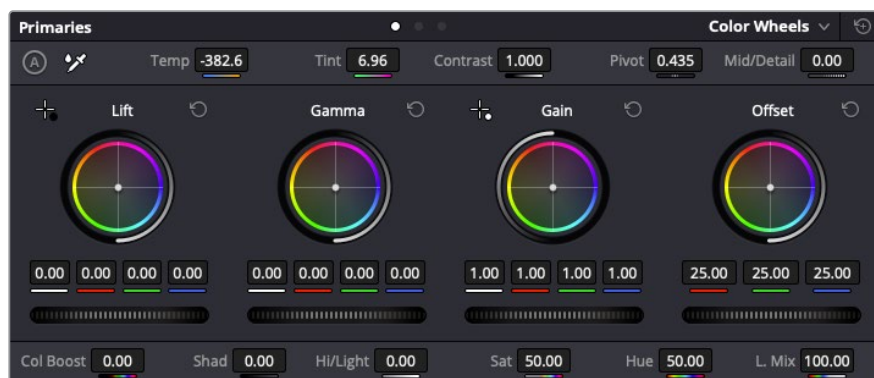 Primaries Color Wheels
A Temp -382.6 Tint 6.96 Contrast 1.000 Pivot 0.435 Mid/Detail 0.00
Lift Gamma Gain Offset
0.00 0.00 0.00 0.00 0.00 0.00 0.00 0.00 1.00 1.00 1.00 1.00 25.00 25.00 25.00
Col Boost 0.00 Shad 0.00 Hi/Light 0.00 Sat 50.00 Hue 50.00 L. Mix 100.00